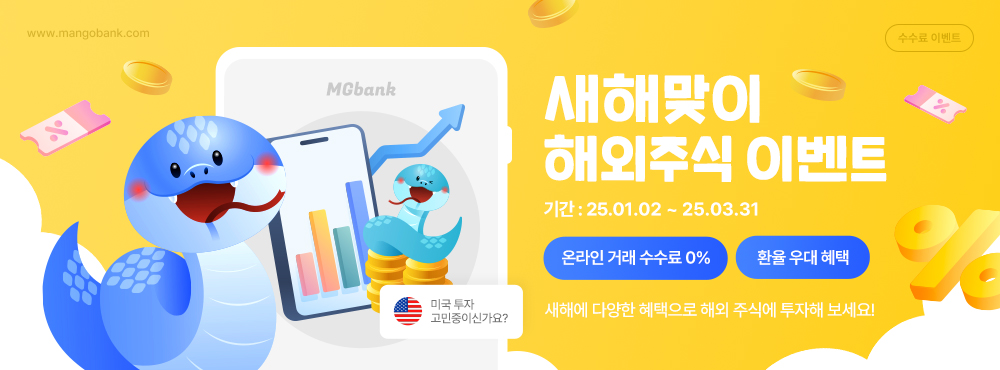 www.mangobank.com
수수료 이벤트
MGbank
새해맞이
해외주식 이벤트
기간 : 25.01.02 ~ 25.03.31
온라인 거래 수수료 0%
환율 우대 혜택
새해에 다양한 혜택으로 해외 주식에 투자해 보세요!
미국 투자
고민중이신가요?